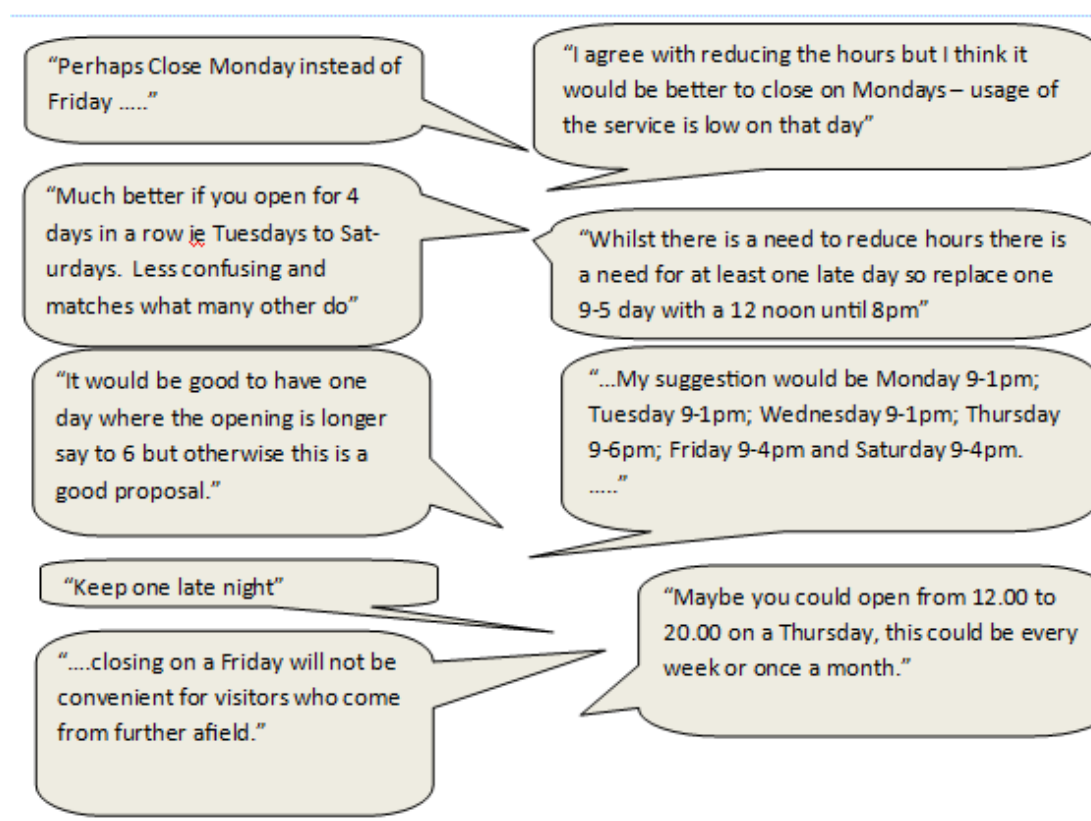 “Perhaps Close Monday instead of
Friday .....”
“I agree with reducing the hours but I think it
would be better to close on Mondays – usage of
the service is low on that day”
“Much better if you open for 4
days in a row ie Tuesdays to Sat-
urdays.  Less confusing and
matches what many other do”
“Whilst there is a need to reduce hours there is
a need for at least one late day so replace one
9-5 day with a 12 noon until 8pm”
“It would be good to have one
day where the opening is longer
say to 6 but otherwise this is a
good proposal.”
“...My suggestion would be Monday 9-1pm;
Tuesday 9-1pm; Wednesday 9-1pm; Thursday
9-6pm; Friday 9-4pm and Saturday 9-4pm.
.....”
“Keep one late night”
“Maybe you could open from 12.00 to
20.00 on a Thursday, this could be every
week or once a month.”
“....closing on a Friday will not be
convenient for visitors who come
from further afield.”